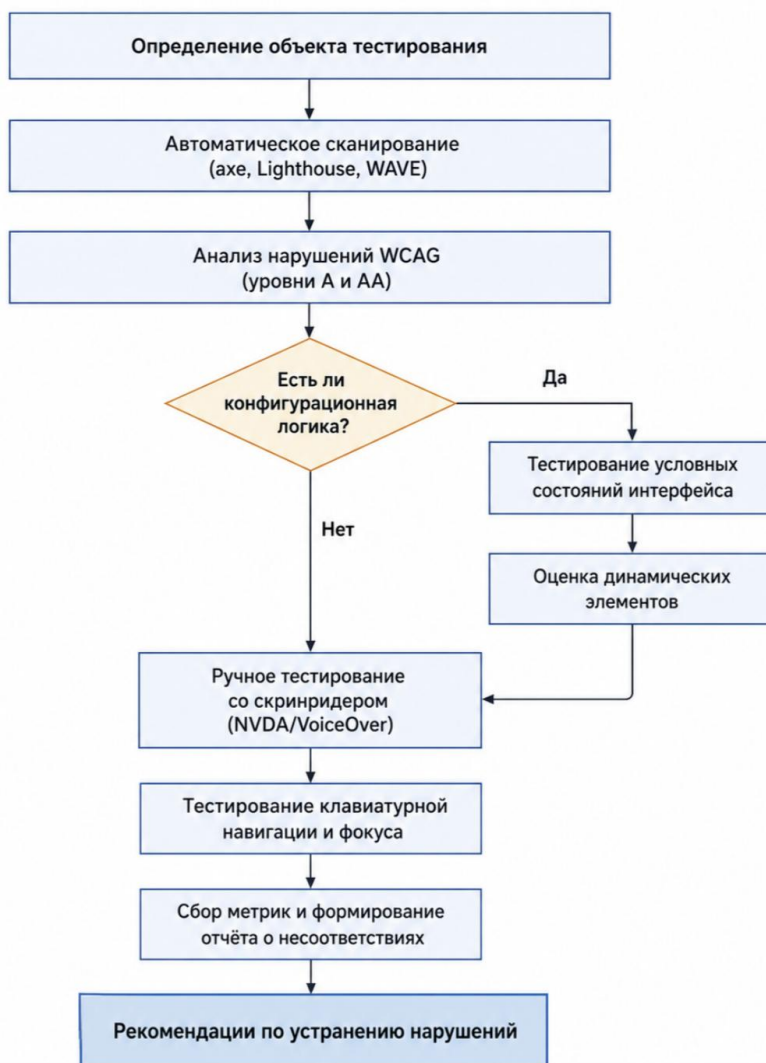 Определение объекта тестирования
Автоматическое сканирование
(axe, Lighthouse, WAVE)
Анализ нарушений WCAG
(уровни A и AA)
Есть ли
конфигурационная
логика?
Да
Тестирование условных
состояний интерфейса
Оценка динамических
элементов
Нет
Ручное тестирование
со скринридером
(NVDA/VoiceOver)
Тестирование клавиатурной
навигации и фокуса
Сбор метрик и формирование
отчёта о несоответствиях
Рекомендации по устранению нарушений